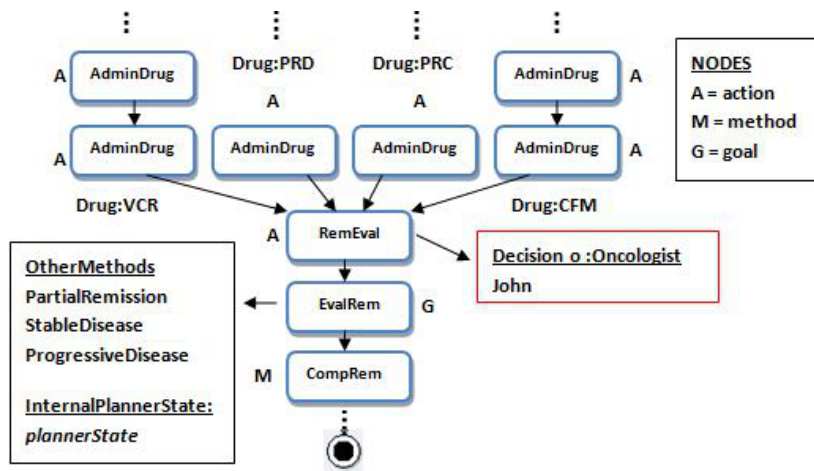 Drug:PRD
Drug:PRC
A
AdminDrug
AdminDrug
A
A
A
A
AdminDrug
AdminDrug
AdminDrug
AdminDrug
A
Drug:VCR
Drug:CFM
A
RemEval
EvalRem
G
M
CompRem
NODES
A = action
M = method
G = goal
Decision o :Oncologist
John
OtherMethods
PartialRemission
StableDisease
ProgressiveDisease
InternalPlannerState:
plannerState